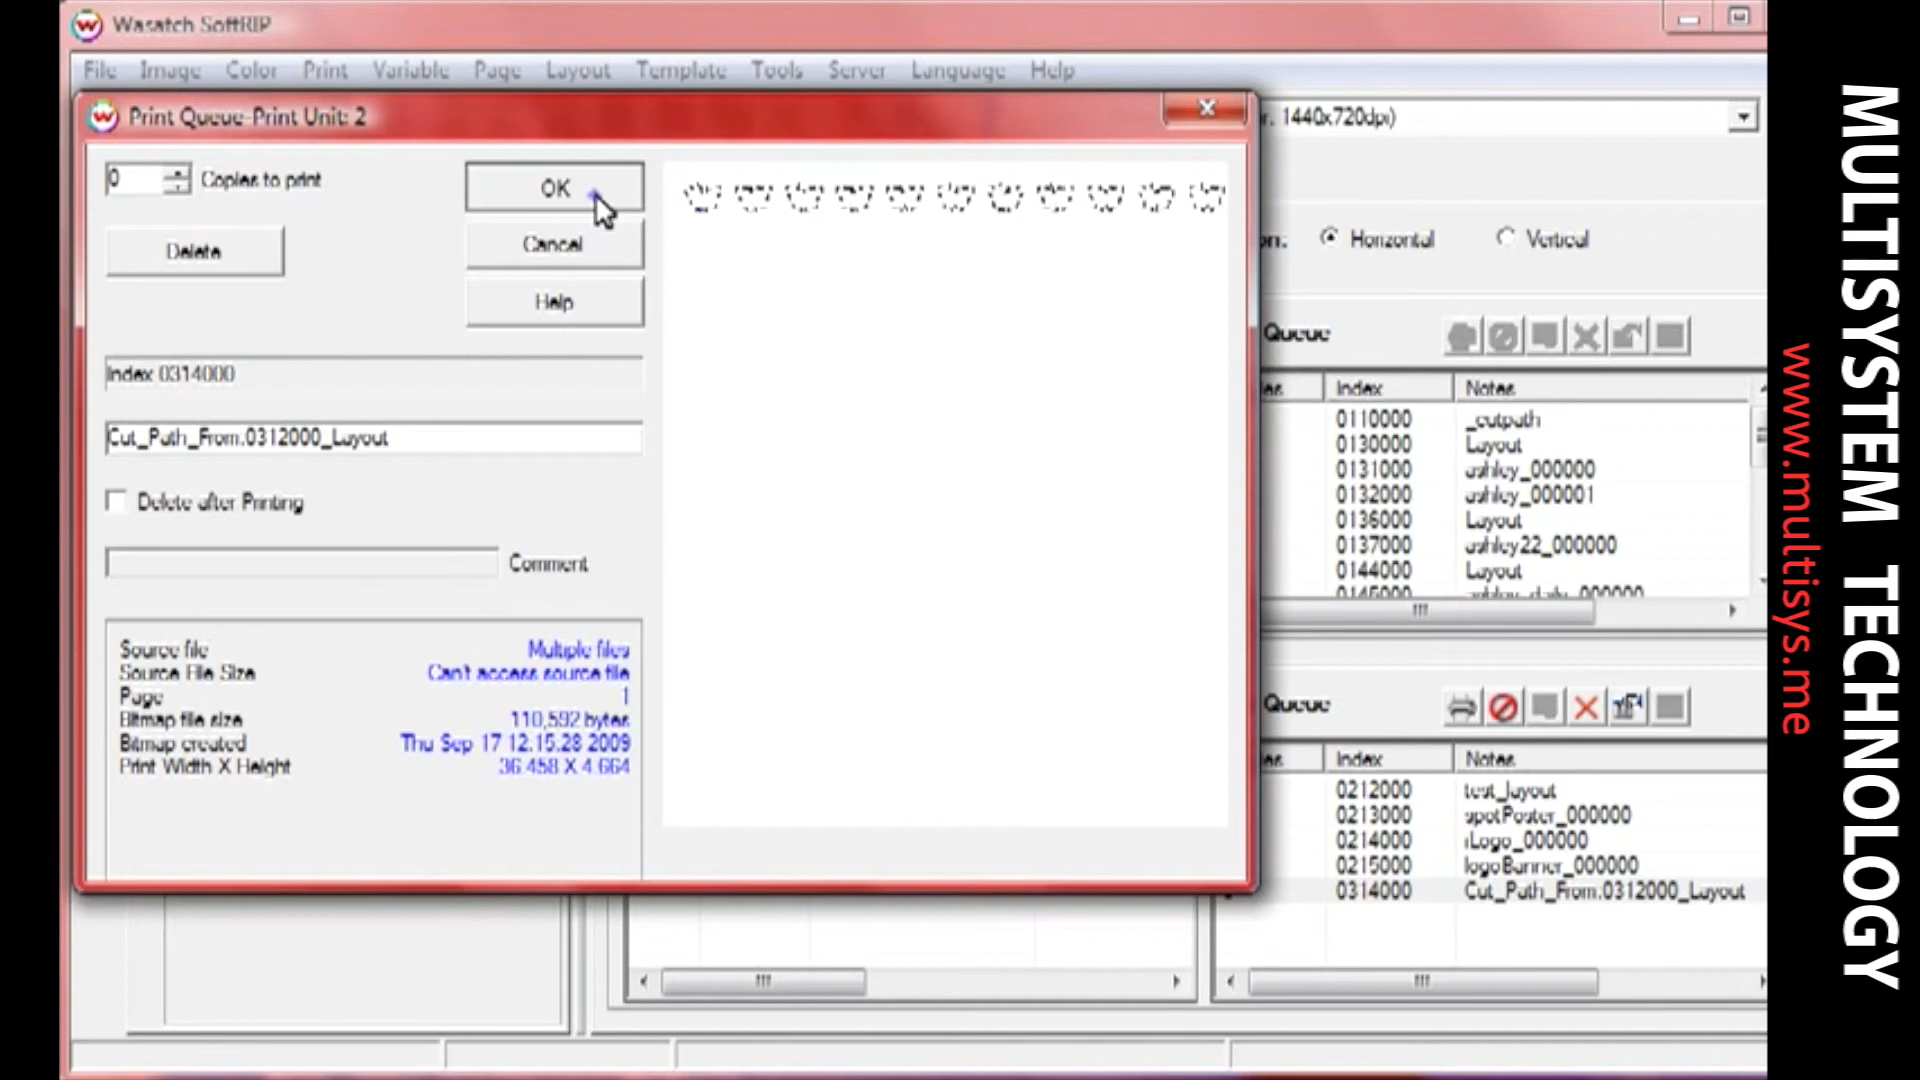 Wasatch SoftRIP
File Image Color Print Variable Page Layout Template Tools Server Language Help
Print Queue-Print Unit: 2
1440x720dpi)
0 Copies to print
OK
Delete
Cancel
Help
Horizontal Vertical
Index 0314000
Cut_Path_From.0312000_Layout
Delete after Printing
Comment
Source file Multiple files
Source File Size Can't access source file
Page 1
Bitmap file size 110,592 bytes
Bitmap created Thu Sep 17 12.15.28 2009
Print Width X Height 36.458 X 4.664
Queue
Index Notes
0110000 _cutpath
0130000 Layout
0131000 ashley_000000
0132000 ashley_000001
0136000 Layout
0137000 ashley22_000000
0144000 Layout
Queue
Index Notes
0212000 test_layout
0213000 spotPoster_000000
0214000 iLogo_000000
0215000 logoBanner_000000
0314000 Cut_Path_From.0312000_Layout
MULTISYSTEM TECHNOLOGY
www.multisys.me